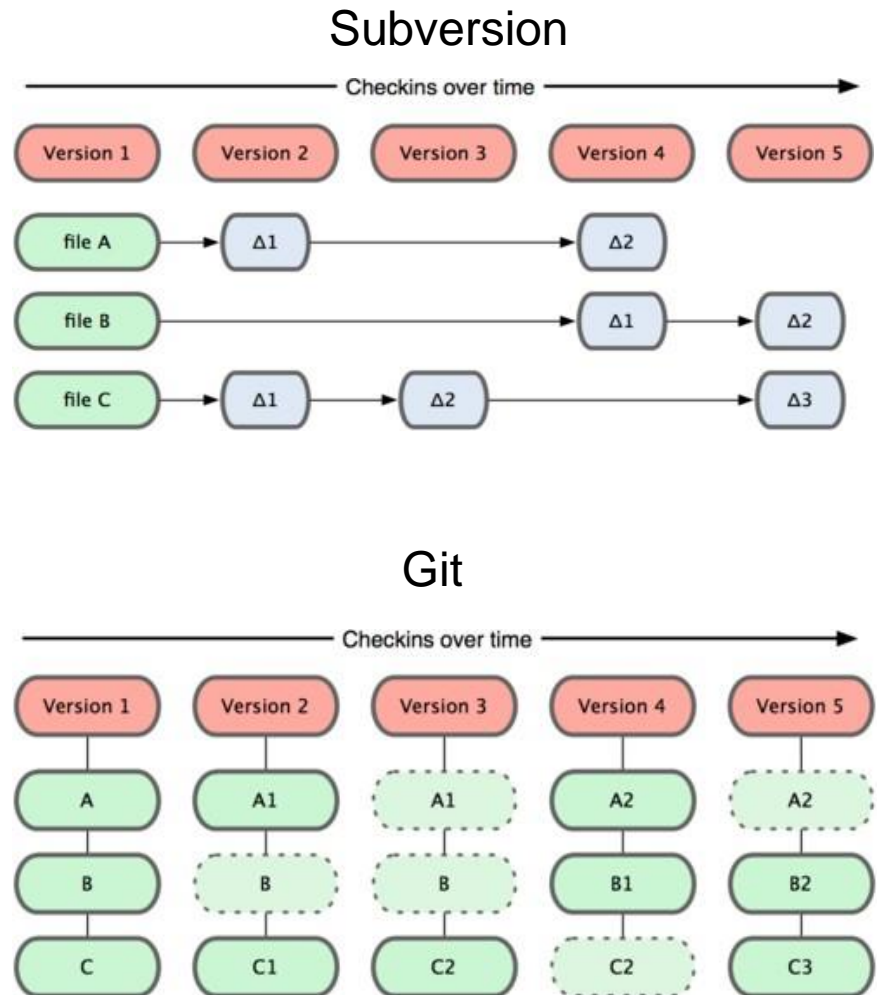 Subversion
Checkins over time
Version 1 Version 2 Version 3 Version 4 Version 5
file A Δ1 Δ2
file B Δ1 Δ2
file C Δ1 Δ2 Δ3
Git
Checkins over time
Version 1 Version 2 Version 3 Version 4 Version 5
A A1 A1 A2 A2
B B B B1 B2
C C1 C2 C2 C3